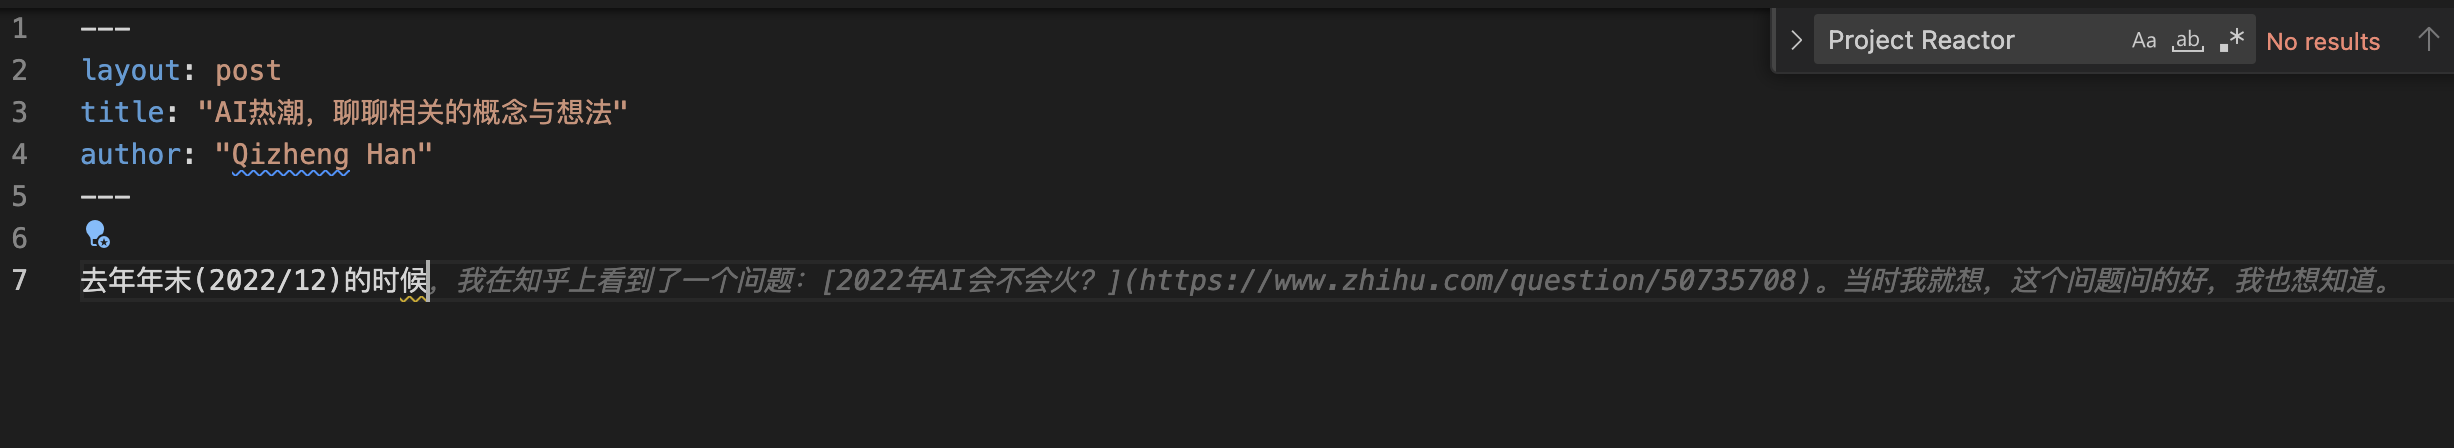 Project Reactor Aa ab .* No results
1 ---
2 layout: post
3 title: "AI热潮，聊聊相关的概念与想法"
4 author: "Qizheng Han"
5 ---
6
7 去年年末(2022/12)的时候，我在知乎上看到了一个问题：[2022年AI会不会火？](https://www.zhihu.com/question/50735708)。当时我就想，这个问题问的好，我也想知道。